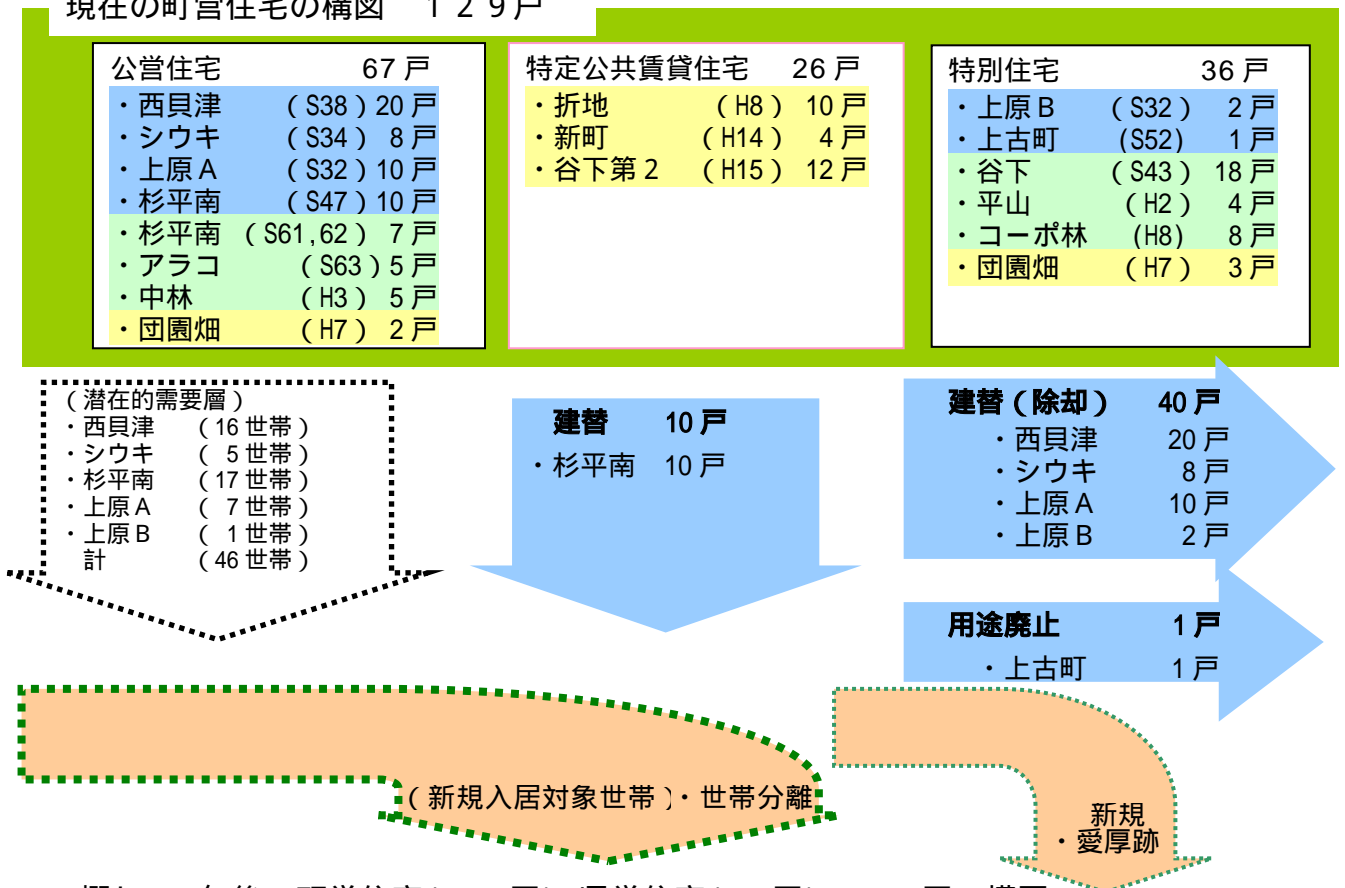 現在の町営住宅の構図 129戸
公営住宅 67戸
・西貝津 (S38) 20戸
・シウキ (S34) 8戸
・上原A (S32) 10戸
・杉平南 (S47) 10戸
・杉平南 (S61,62) 7戸
・アラコ (S63) 5戸
・中林 (H3) 5戸
・団園畑 (H7) 2戸
特定公共賃貸住宅 26戸
・折地 (H8) 10戸
・新町 (H14) 4戸
・谷下第2 (H15) 12戸
特別住宅 36戸
・上原B (S32) 2戸
・上古町 (S52) 1戸
・谷下 (S43) 18戸
・平山 (H2) 4戸
・コーポ林 (H8) 8戸
・団園畑 (H7) 3戸
(潜在的需要層)
・西貝津 (16世帯)
・シウキ (5世帯)
・杉平南 (17世帯)
・上原A (7世帯)
・上原B (1世帯)
計 (46世帯)
建替 10戸
・杉平南 10戸
建替(除却) 40戸
・西貝津 20戸
・シウキ 8戸
・上原A 10戸
・上原B 2戸
用途廃止 1戸
・上古町 1戸
(新規入居対象世帯)・世帯分離
新規
・愛厚跡